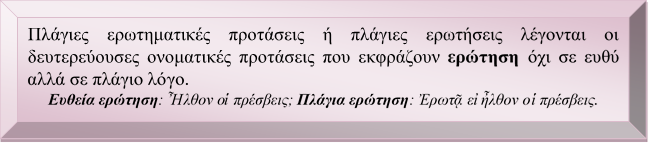 Πλάγιες ερωτηματικές προτάσεις ή πλάγιες ερωτήσεις λέγονται οι
δευτερεύουσες ονοματικές προτάσεις που εκφράζουν ερώτηση όχι σε ευθύ
αλλά σε πλάγιο λόγο.
Ευθεία ερώτηση: Ἦλθον οἱ πρέσβεις; Πλάγια ερώτηση: Ἐρωτᾷ εἰ ἦλθον οἱ πρέσβεις.